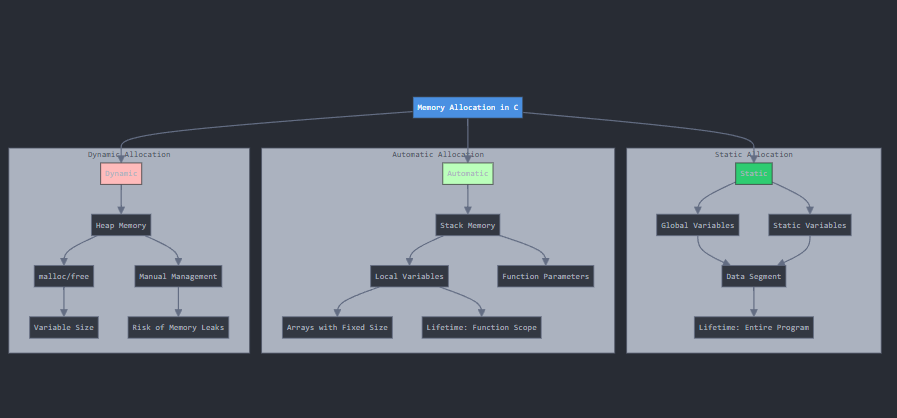 Memory Allocation in C
Dynamic Allocation
Dynamic
Heap Memory
malloc/free
Manual Management
Variable Size
Risk of Memory Leaks
Automatic Allocation
Automatic
Stack Memory
Local Variables
Function Parameters
Arrays with Fixed Size
Lifetime: Function Scope
Static Allocation
Static
Global Variables
Static Variables
Data Segment
Lifetime: Entire Program